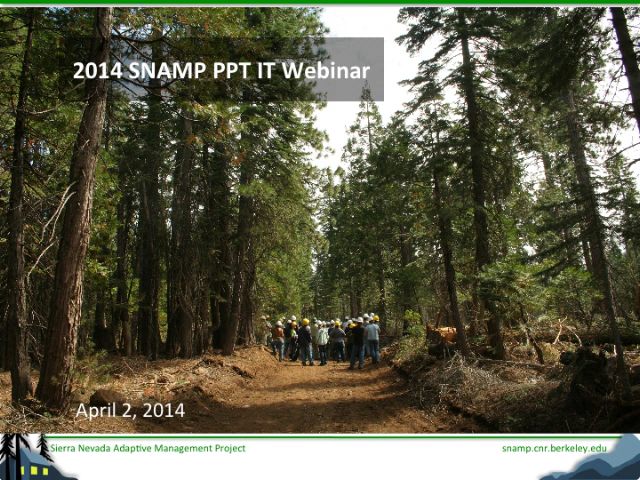 2014 SNAMP PPT IT Webinar
April 2, 2014
Sierra Nevada Adaptive Management Project
snamp.cnr.berkeley.edu